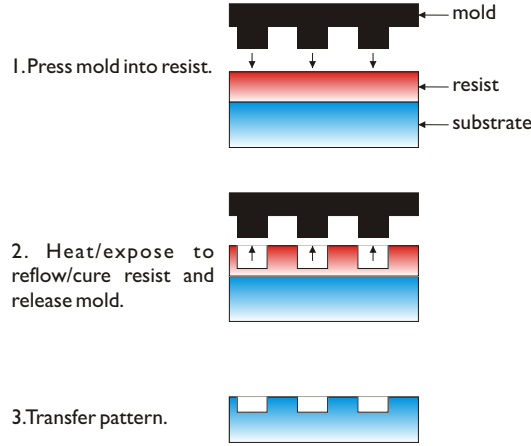 mold
1.Press mold into resist.
resist
substrate
2. Heat/expose to
reflow/cure resist and
release mold.
3.Transfer pattern.